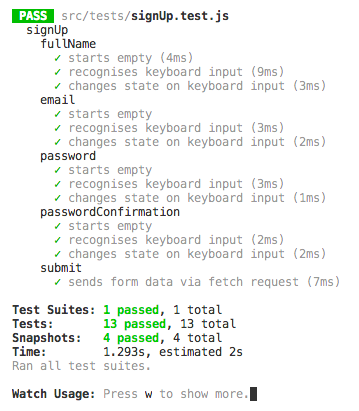 PASS src/tests/signUp.test.js
signUp
fullName
✓ starts empty (4ms)
✓ recognises keyboard input (9ms)
✓ changes state on keyboard input (3ms)
email
✓ starts empty
✓ recognises keyboard input (3ms)
✓ changes state on keyboard input (2ms)
password
✓ starts empty
✓ recognises keyboard input (3ms)
✓ changes state on keyboard input (1ms)
passwordConfirmation
✓ starts empty
✓ recognises keyboard input (2ms)
✓ changes state on keyboard input (2ms)
submit
✓ sends form data via fetch request (7ms)
Test Suites: 1 passed, 1 total
Tests: 13 passed, 13 total
Snapshots: 4 passed, 4 total
Time: 1.293s, estimated 2s
Ran all test suites.
Watch Usage: Press w to show more.